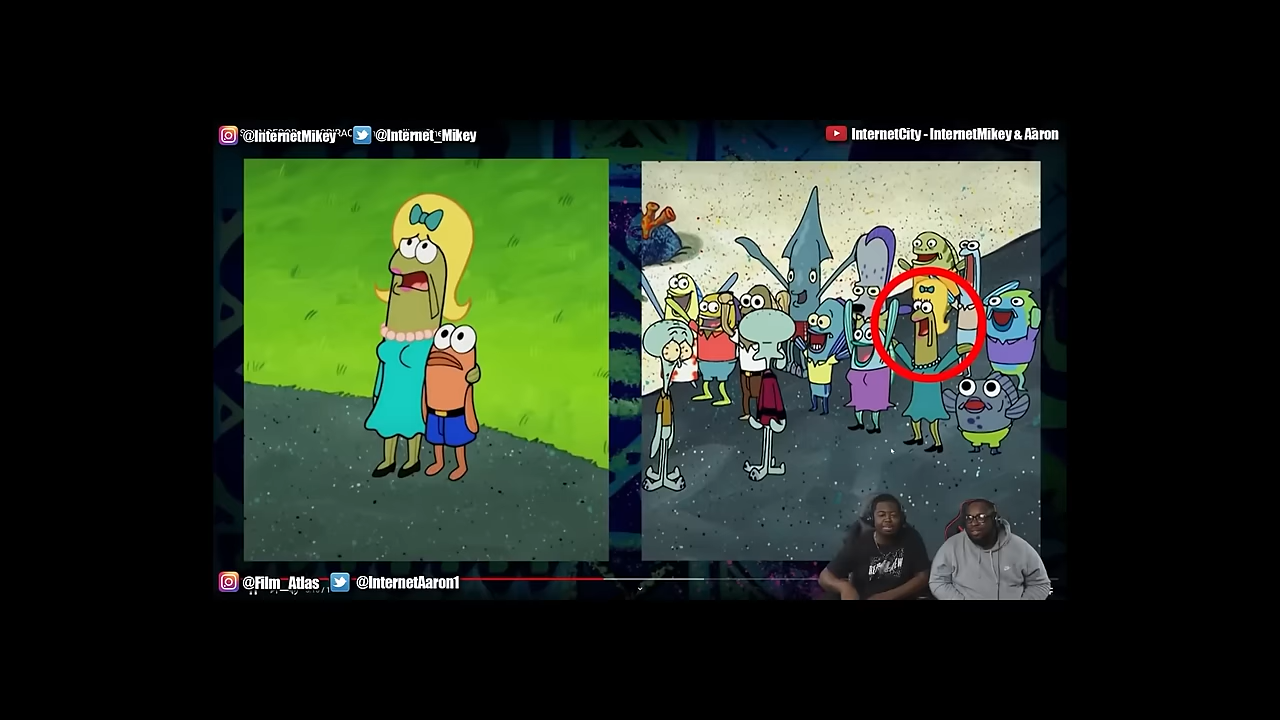 @InternetMikey @Internet_Mikey
InternetCity - InternetMikey & Aaron
@Film_Atlas @InternetAaron1